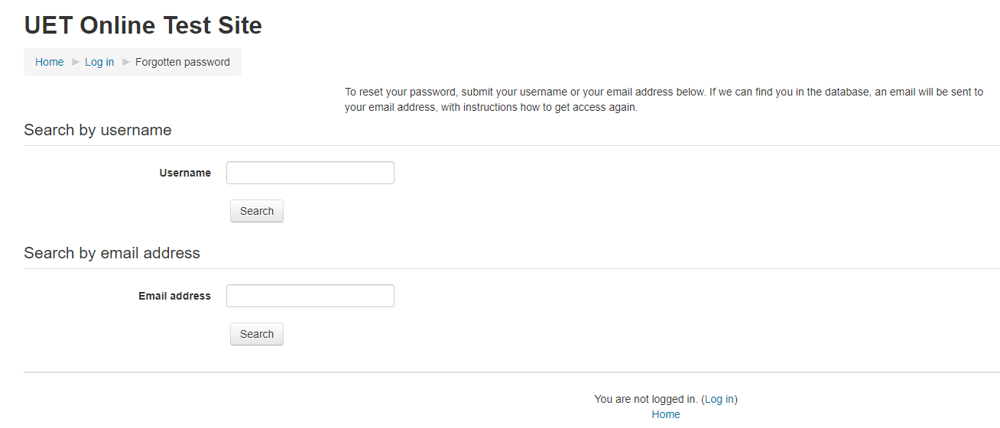 UET Online Test Site
Home ► Log in ► Forgotten password
To reset your password, submit your username or your email address below. If we can find you in the database, an email will be sent to
your email address, with instructions how to get access again.
Search by username
Username
Search
Search by email address
Email address
Search
You are not logged in. (Log in)
Home